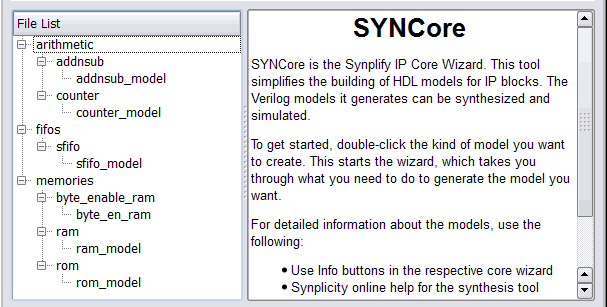 File List
arithmetic
addnsub
addnsub_model
counter
counter_model
fifos
sfifo
sfifo_model
memories
byte_enable_ram
byte_en_ram
ram
ram_model
rom
rom_model
SYNCore
SYNCore is the Synplify IP Core Wizard. This tool
simplifies the building of HDL models for IP blocks. The
Verilog models it generates can be synthesized and
simulated.
To get started, double-click the kind of model you want
to create. This starts the wizard, which takes you
through what you need to do to generate the model you
want.
For detailed information about the models, use the
following:
• Use Info buttons in the respective core wizard
• Synplicity online help for the synthesis tool